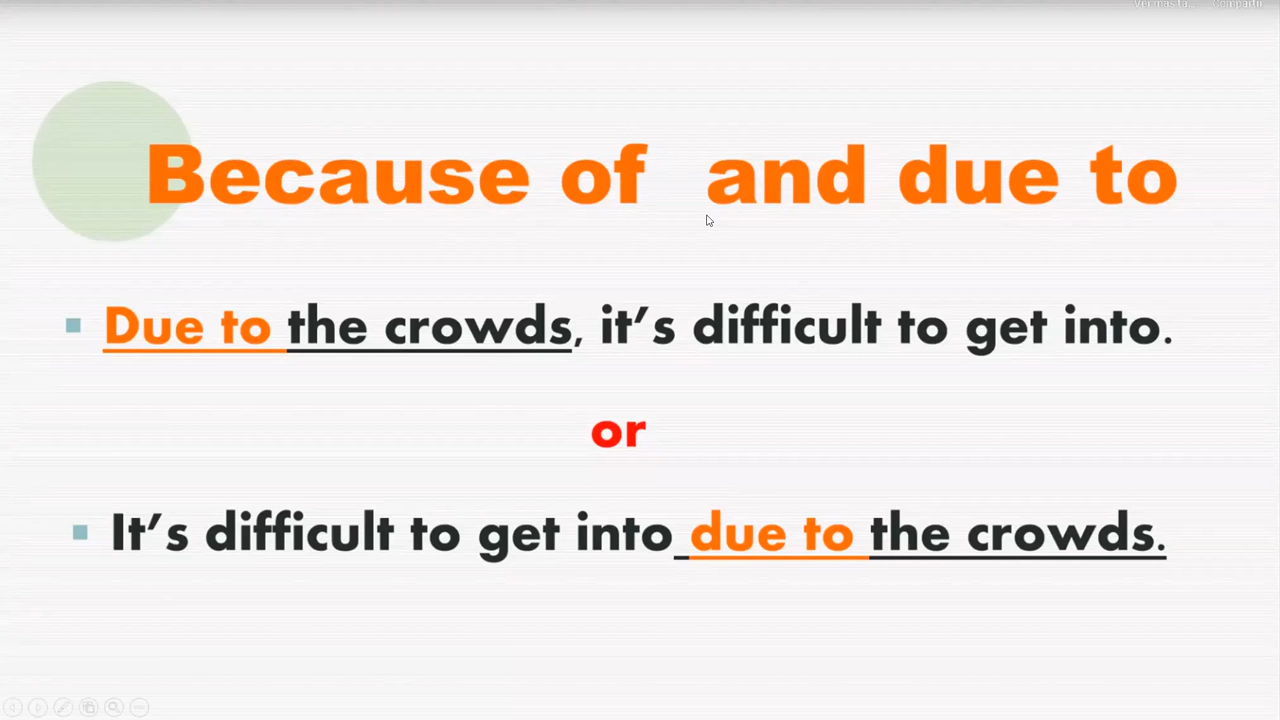 Because of and due to
Due to the crowds, it's difficult to get into.
or
It's difficult to get into due to the crowds.